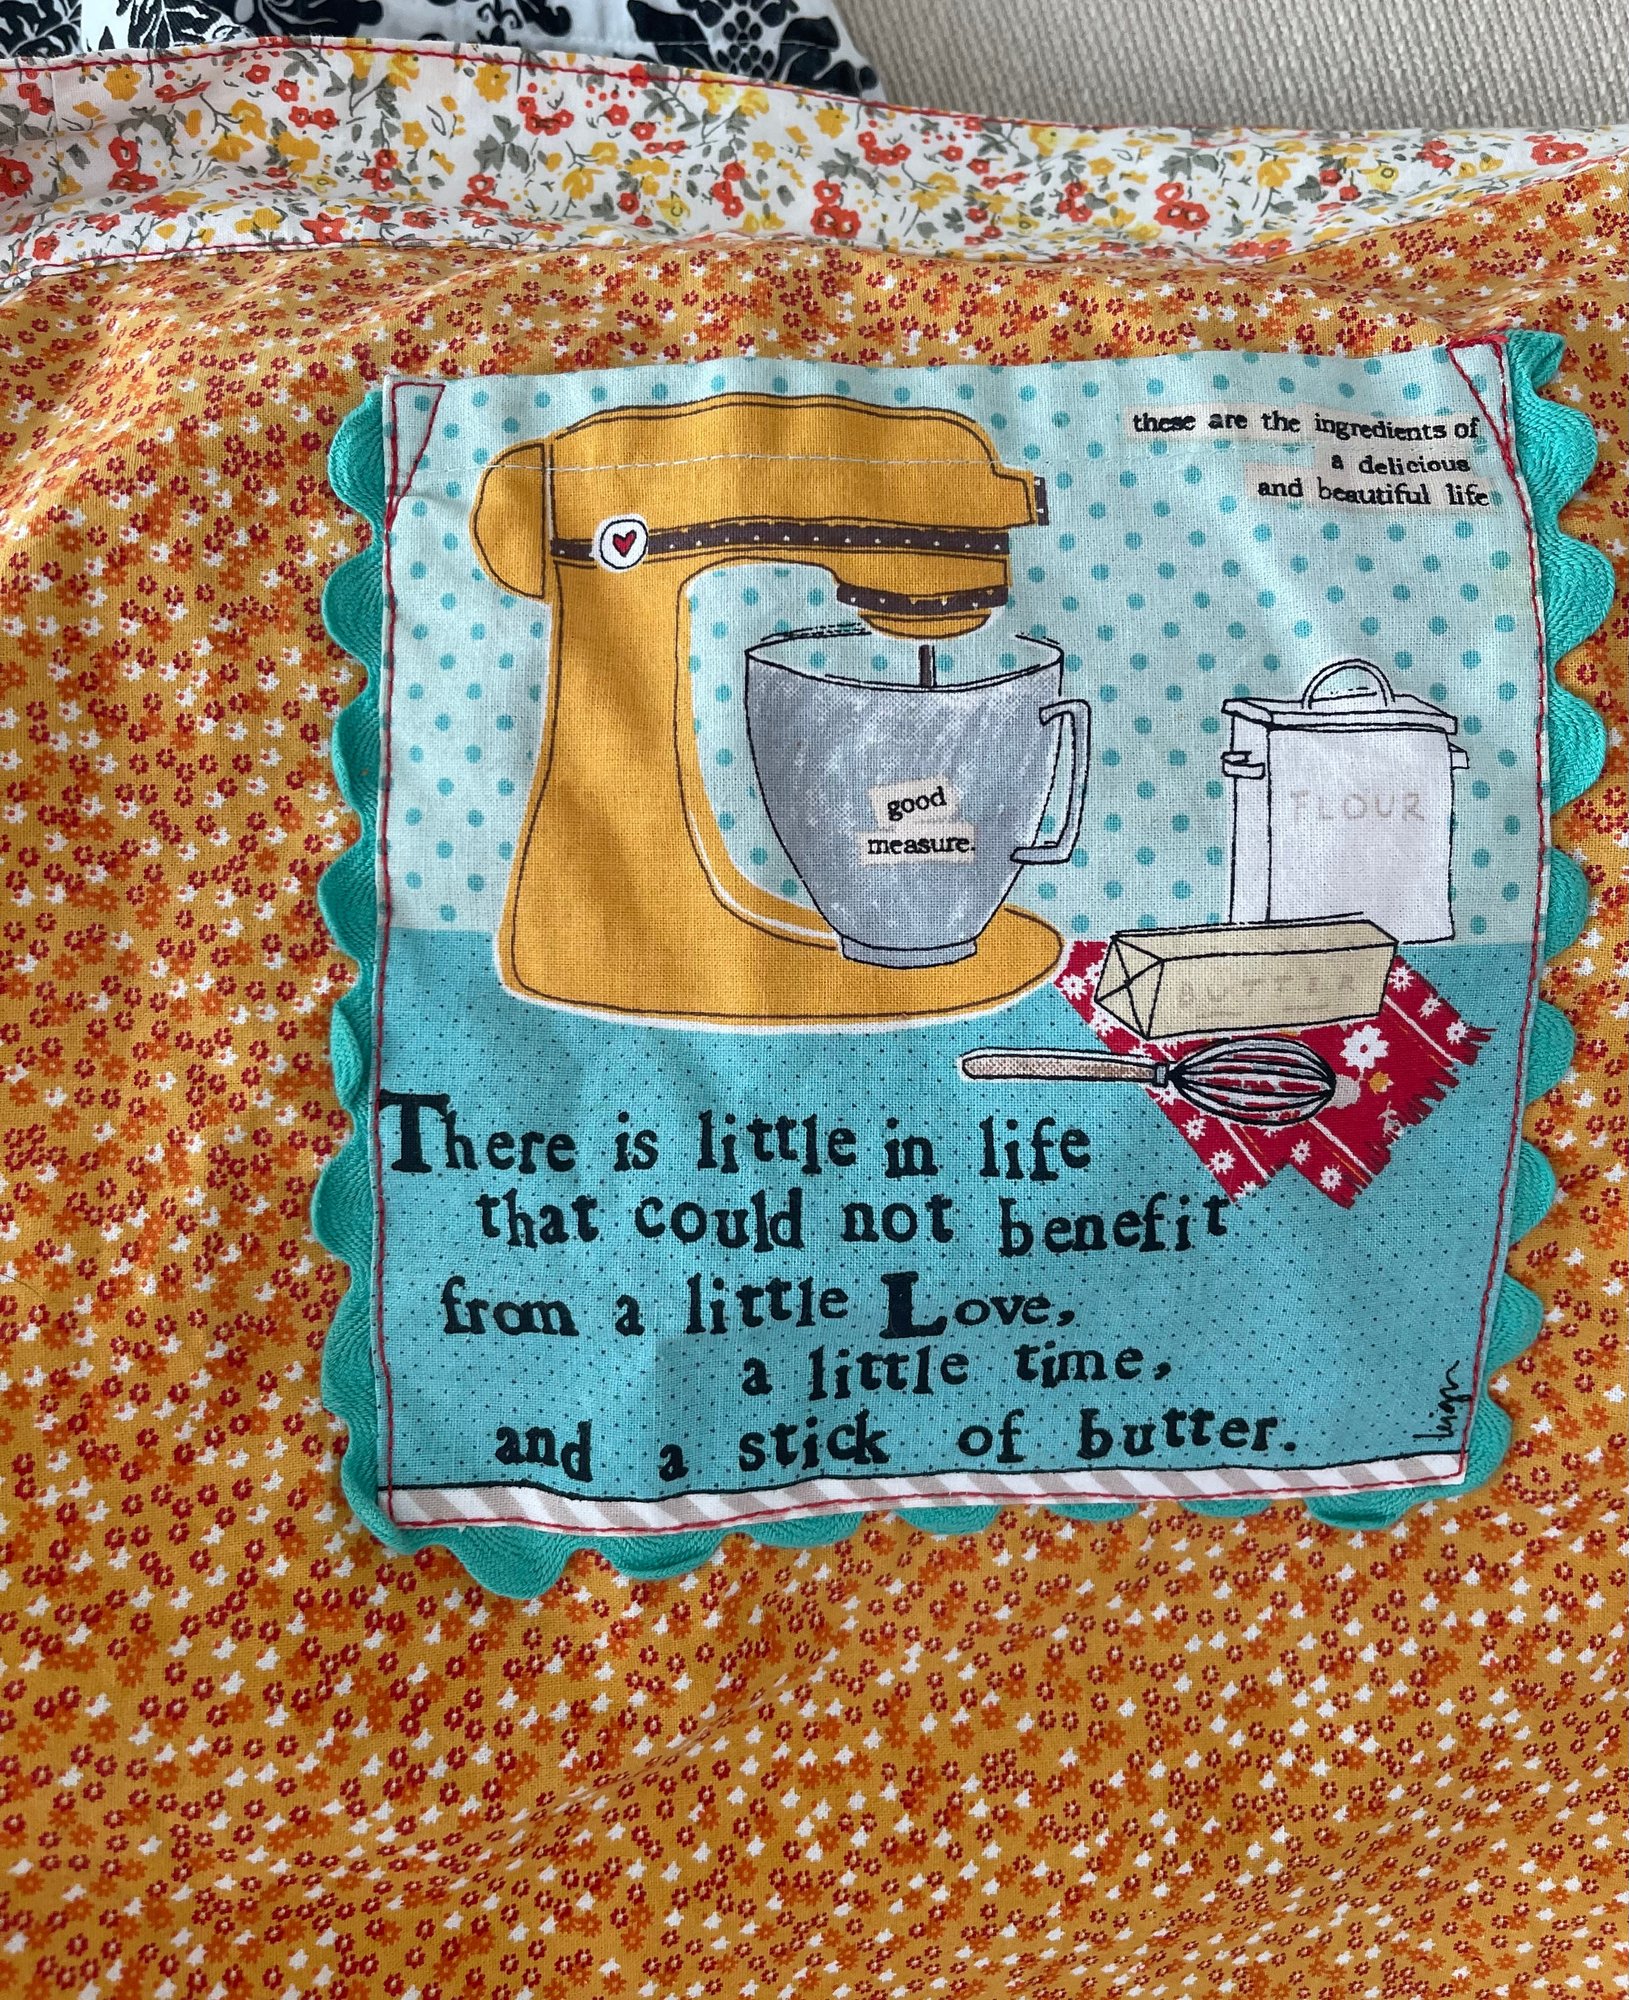 these are the ingredients of
a delicious
and beautiful life
good
measure.
FLOUR
BUTTER
There is little in life
that could not benefit
from a little Love,
a little time,
and a stick of butter.